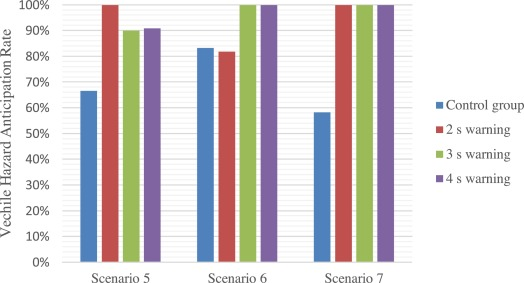 Vechile Hazard Anticipation Rate
100%
90%
80%
70%
60%
50%
40%
30%
20%
10%
0%
Scenario 5
Scenario 6
Scenario 7
Control group
2 s warning
3 s warning
4 s warning